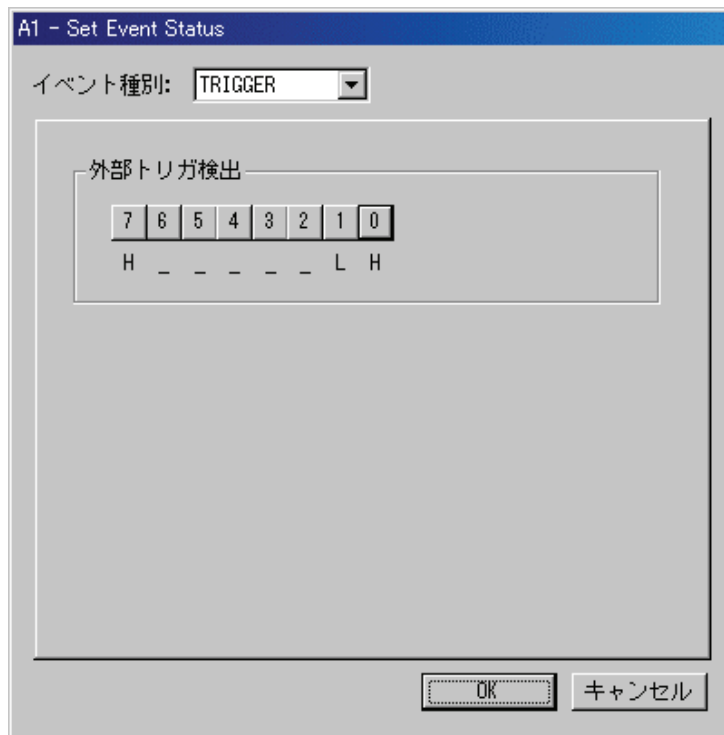 A1 - Set Event Status
イベント種別: TRIGGER
外部トリガ検出
7 6 5 4 3 2 1 0
H _ _ _ _ _ L H
OK キャンセル